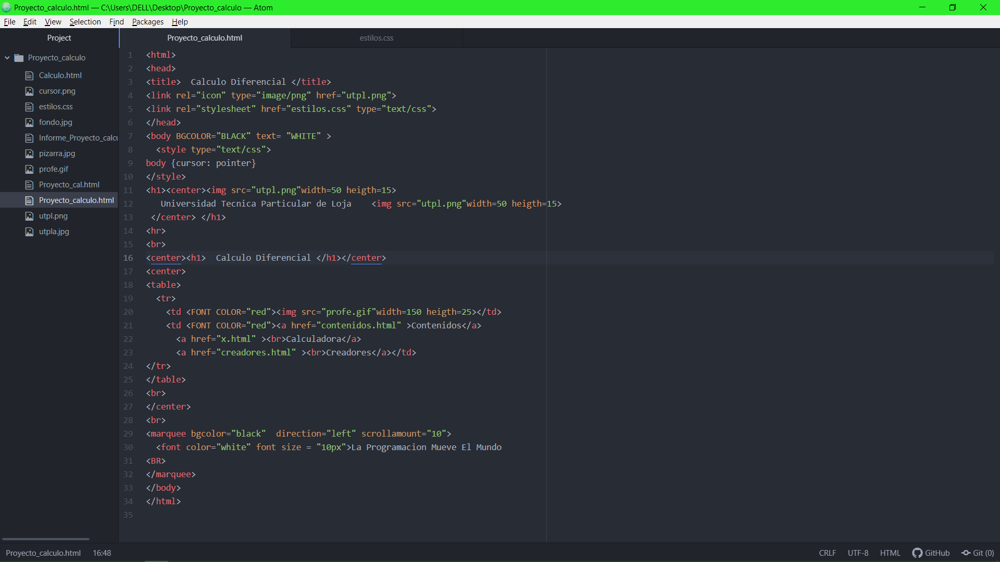 Proyecto_calculo.html — C:\Users\DELL\Desktop\Proyecto_calculo — Atom
File Edit View Selection Find Packages Help
Project
Proyecto_calculo
Calculo.html
cursor.png
estilos.css
fondo.jpg
Informe_Proyecto_calcu
pizarra.jpg
profe.gif
Proyecto_cal.html
Proyecto_calculo.html
utpl.png
utpla.jpg
Proyecto_calculo.html estilos.css
1 <html>
2 <head>
3 <title>  Calculo Diferencial </title>
4 <link rel="icon" type="image/png" href="utpl.png">
5 <link rel="stylesheet" href="estilos.css" type="text/css">
6 </head>
7 <body BGCOLOR="BLACK" text= "WHITE" >
8   <style type="text/css">
9 body {cursor: pointer}
10 </style>
11 <h1><center><img src="utpl.png"width=50 heigth=15>
12    Universidad Tecnica Particular de Loja    <img src="utpl.png"width=50 heigth=15>
13  </center> </h1>
14 <hr>
15 <br>
16 <center><h1>  Calculo Diferencial </h1></center>
17 <center>
18 <table>
19   <tr>
20     <td <FONT COLOR="red"><img src="profe.gif"width=150 heigth=25></td>
21     <td <FONT COLOR="red"><a href="contenidos.html" >Contenidos</a>
22       <a href="x.html" ><br>Calculadora</a>
23       <a href="creadores.html" ><br>Creadores</a></td>
24 </tr>
25 </table>
26 <br>
27 </center>
28 <br>
29 <marquee bgcolor="black"  direction="left" scrollamount="10">
30   <font color="white" font size = "10px">La Programacion Mueve El Mundo
31 <BR>
32 </marquee>
33 </body>
34 </html>
35
Proyecto_calculo.html 16:48 CRLF UTF-8 HTML GitHub Git (0)